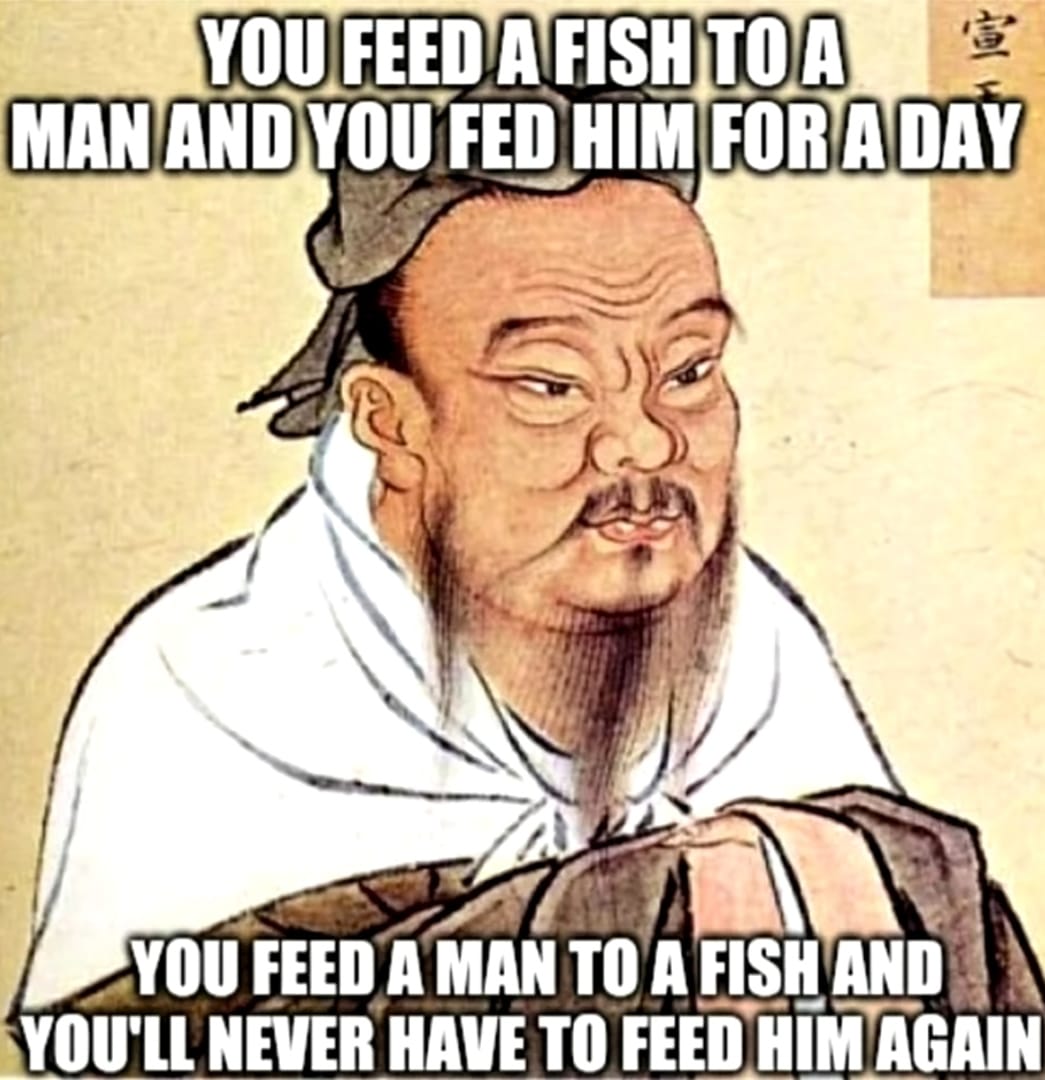 YOU FEED A FISH TO A
MAN AND YOU FED HIM FOR A DAY
宣
YOU FEED A MAN TO A FISH AND
YOU'LL NEVER HAVE TO FEED HIM AGAIN